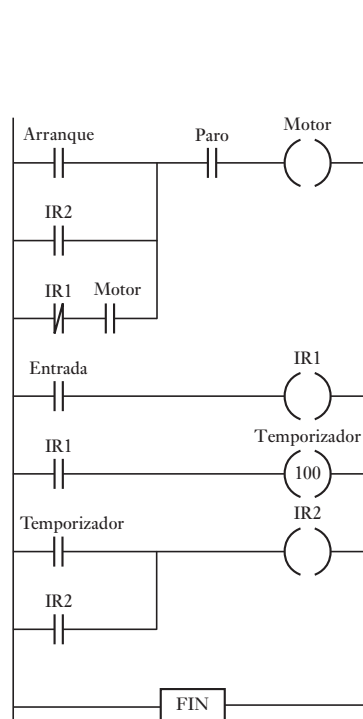 Motor
Arranque Paro
IR2
IR1 Motor
Entrada IR1
IR1 Temporizador
100
Temporizador IR2
IR2
FIN